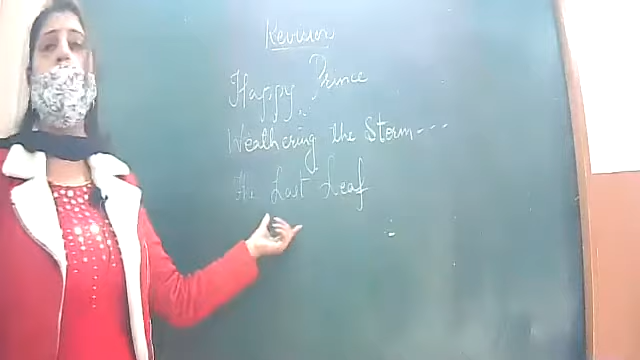 Revision
Happy Prince
Weathering the Storm---
The Last Leaf